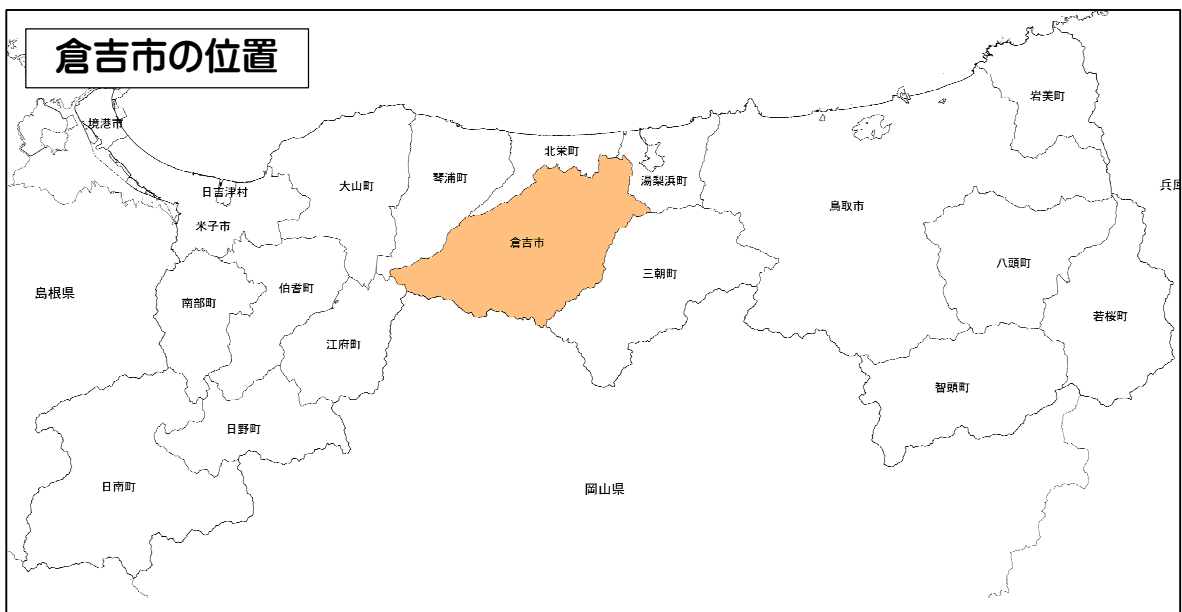 倉吉市の位置
岩美町
境港市
北栄町
琴浦町
湯梨浜町
大山町
日吉津村
兵庫
鳥取市
米子市
倉吉市
八頭町
三朝町
伯耆町
島根県
南部町
若桜町
江府町
智頭町
日野町
日南町
岡山県